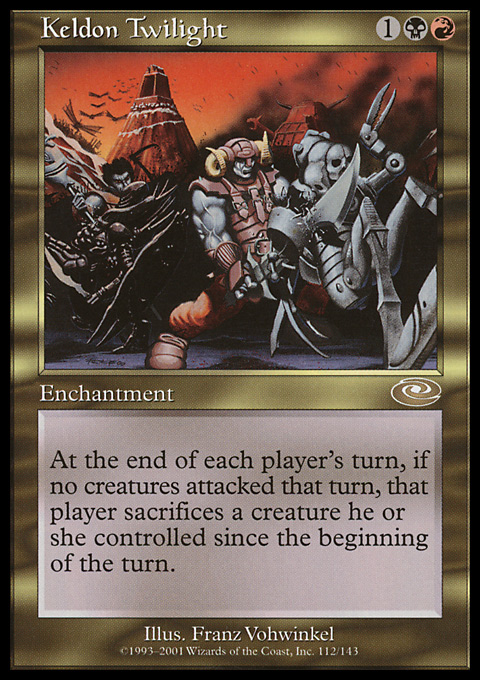 Keldon Twilight 1
Enchantment
At the end of each player's turn, if
no creatures attacked that turn, that
player sacrifices a creature he or
she controlled since the beginning
of the turn.
Illus. Franz Vohwinkel
©1993–2001 Wizards of the Coast, Inc. 112/143